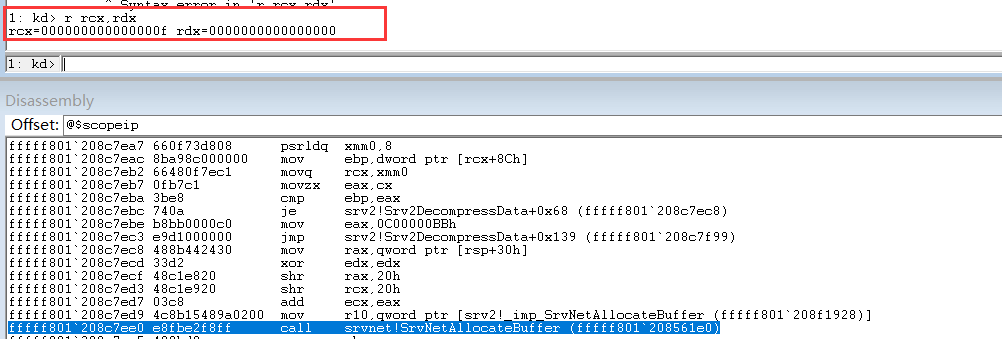 ^ Syntax error in 'r rcx rdx'
1: kd> r rcx,rdx
rcx=000000000000000f rdx=0000000000000000
1: kd>
Disassembly
Offset: @$scopeip
fffff801`208c7ea7 660f73d808 psrldq xmm0,8
fffff801`208c7eac 8ba98c000000 mov ebp,dword ptr [rcx+8Ch]
fffff801`208c7eb2 66480f7ec1 movq rcx,xmm0
fffff801`208c7eb7 0fb7c1 movzx eax,cx
fffff801`208c7eba 3be8 cmp ebp,eax
fffff801`208c7ebc 740a je srv2!Srv2DecompressData+0x68 (fffff801`208c7ec8)
fffff801`208c7ebe b8bb0000c0 mov eax,0C00000BBh
fffff801`208c7ec3 e9d1000000 jmp srv2!Srv2DecompressData+0x139 (fffff801`208c7f99)
fffff801`208c7ec8 488b442430 mov rax,qword ptr [rsp+30h]
fffff801`208c7ecd 33d2 xor edx,edx
fffff801`208c7ecf 48c1e820 shr rax,20h
fffff801`208c7ed3 48c1e920 shr rcx,20h
fffff801`208c7ed7 03c8 add ecx,eax
fffff801`208c7ed9 4c8b15489a0200 mov r10,qword ptr [srv2!_imp_SrvNetAllocateBuffer (fffff801`208f1928)]
fffff801`208c7ee0 e8fbe2f8ff call srvnet!SrvNetAllocateBuffer (fffff801`208561e0)